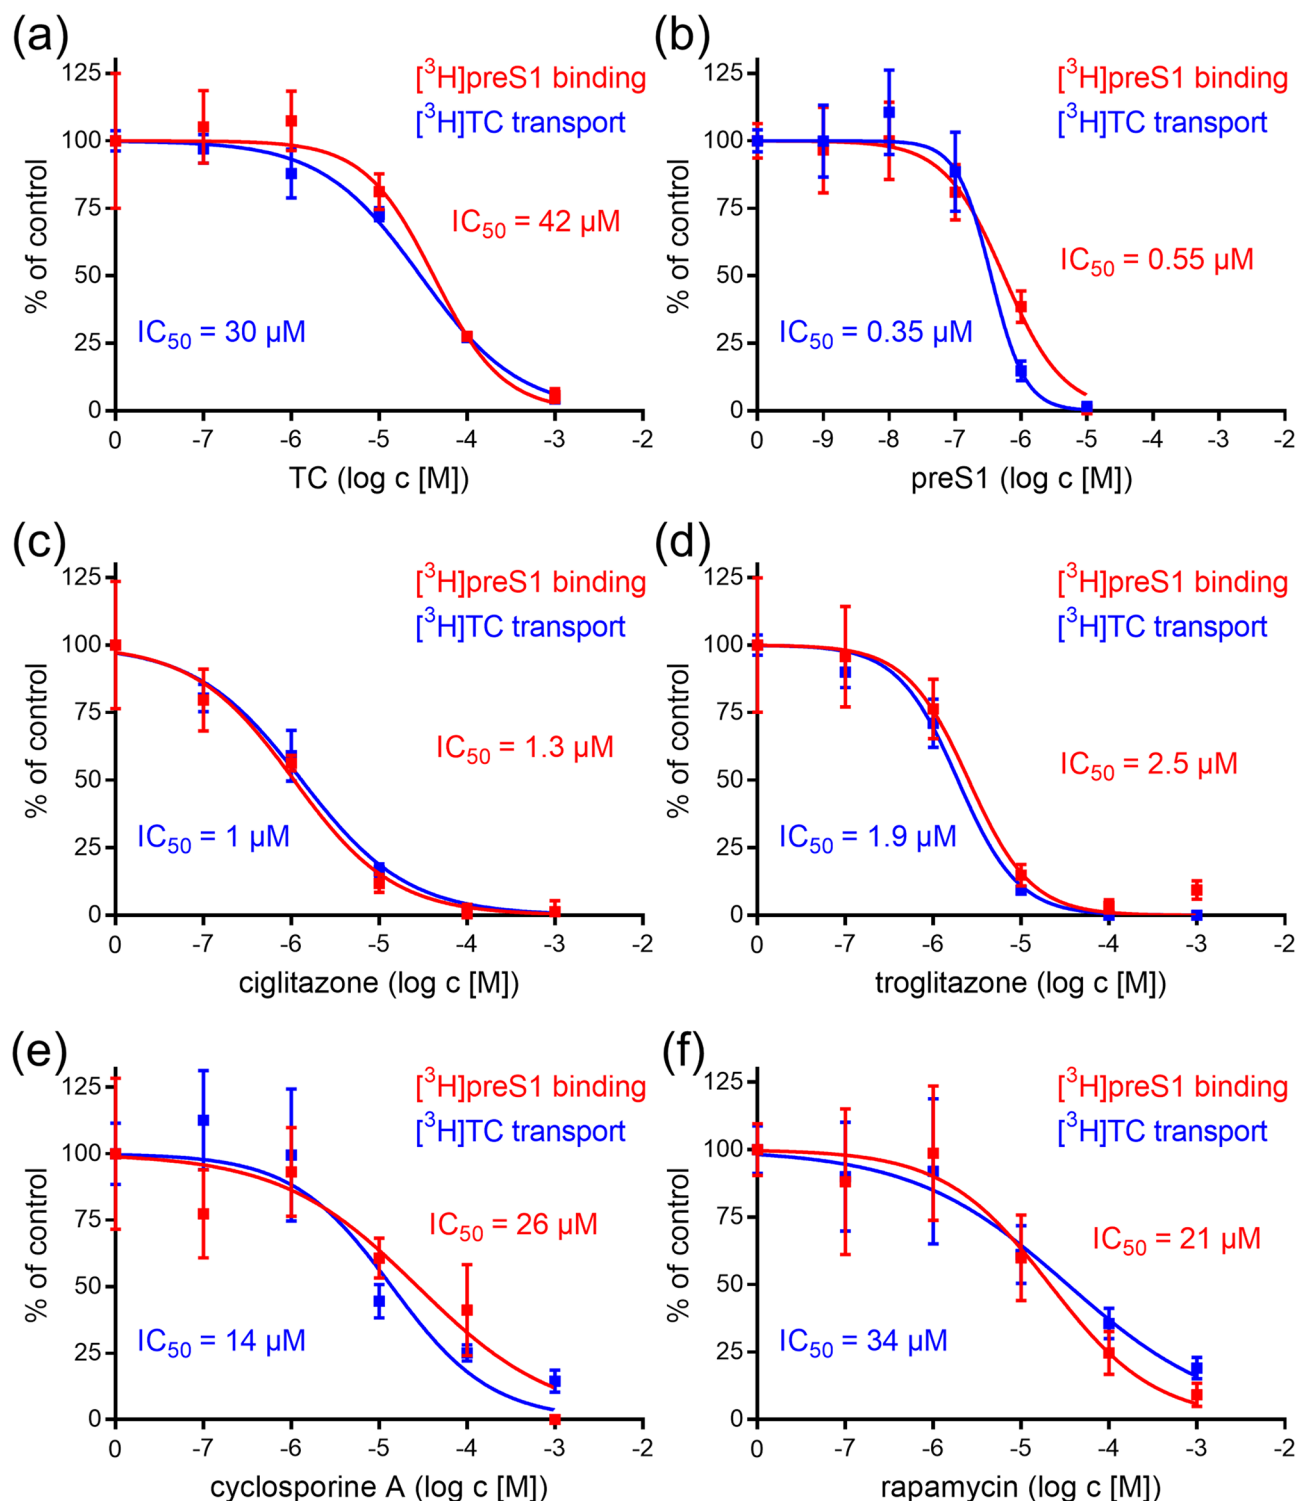 (a)
[³H]preS1 binding
[³H]TC transport
% of control
125
100
75
50
25
0
IC₅₀ = 42 µM
IC₅₀ = 30 µM
0 -7 -6 -5 -4 -3 -2
TC (log c [M])
(b)
[³H]preS1 binding
[³H]TC transport
% of control
125
100
75
50
25
0
IC₅₀ = 0.55 µM
IC₅₀ = 0.35 µM
0 -9 -8 -7 -6 -5 -4 -3 -2
preS1 (log c [M])
(c)
[³H]preS1 binding
[³H]TC transport
% of control
125
100
75
50
25
0
IC₅₀ = 1.3 µM
IC₅₀ = 1 µM
0 -7 -6 -5 -4 -3 -2
ciglitazone (log c [M])
(d)
[³H]preS1 binding
[³H]TC transport
% of control
125
100
75
50
25
0
IC₅₀ = 2.5 µM
IC₅₀ = 1.9 µM
0 -7 -6 -5 -4 -3 -2
troglitazone (log c [M])
(e)
[³H]preS1 binding
[³H]TC transport
% of control
125
100
75
50
25
0
IC₅₀ = 26 µM
IC₅₀ = 14 µM
0 -7 -6 -5 -4 -3 -2
cyclosporine A (log c [M])
(f)
[³H]preS1 binding
[³H]TC transport
% of control
125
100
75
50
25
0
IC₅₀ = 21 µM
IC₅₀ = 34 µM
0 -7 -6 -5 -4 -3 -2
rapamycin (log c [M])